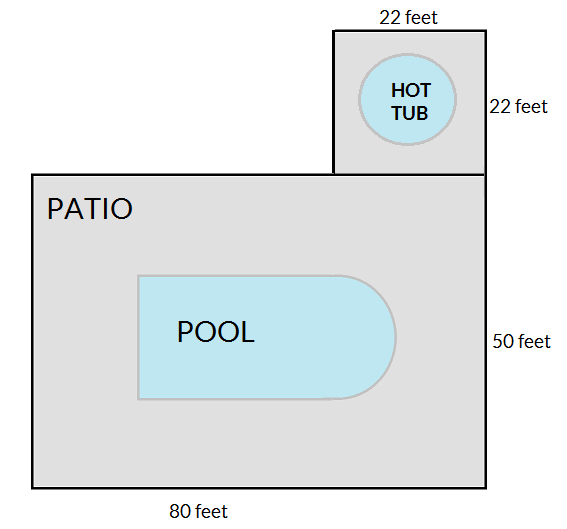 22 feet
HOT
TUB
22 feet
PATIO
POOL
50 feet
80 feet